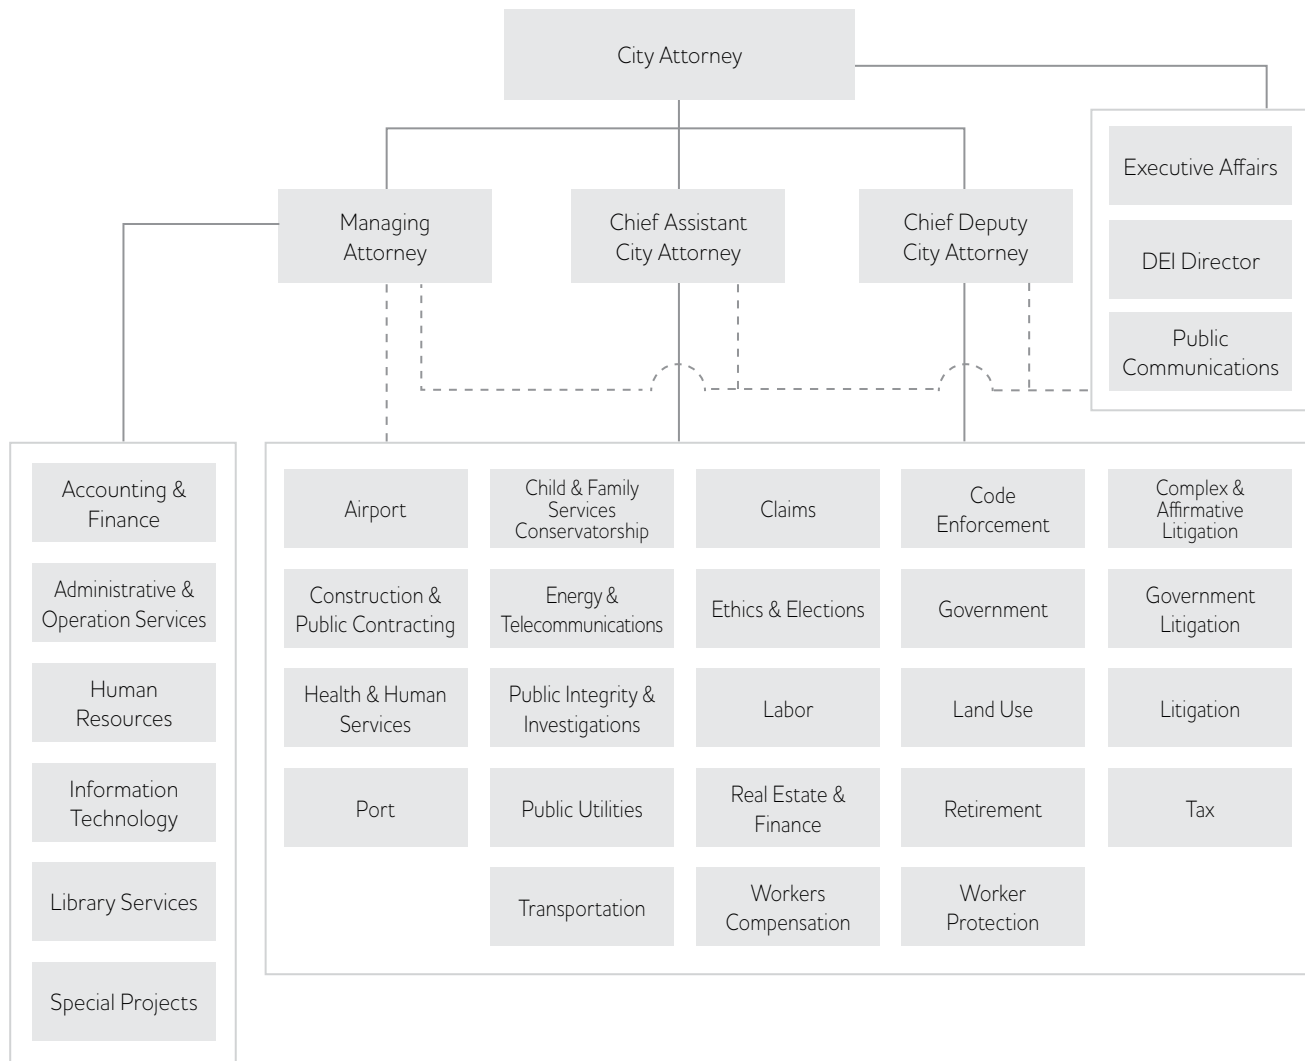 City Attorney
Executive Affairs
DEI Director
Public
Communications
Managing
Attorney
Chief Assistant
City Attorney
Chief Deputy
City Attorney
Accounting &
Finance
Administrative &
Operation Services
Human
Resources
Information
Technology
Library Services
Special Projects
Airport
Child & Family
Services
Conservatorship
Claims
Code
Enforcement
Complex &
Affirmative
Litigation
Construction &
Public Contracting
Energy &
Telecommunications
Ethics & Elections
Government
Government
Litigation
Health & Human
Services
Public Integrity &
Investigations
Labor
Land Use
Litigation
Port
Public Utilities
Real Estate &
Finance
Retirement
Tax
Transportation
Workers
Compensation
Worker
Protection